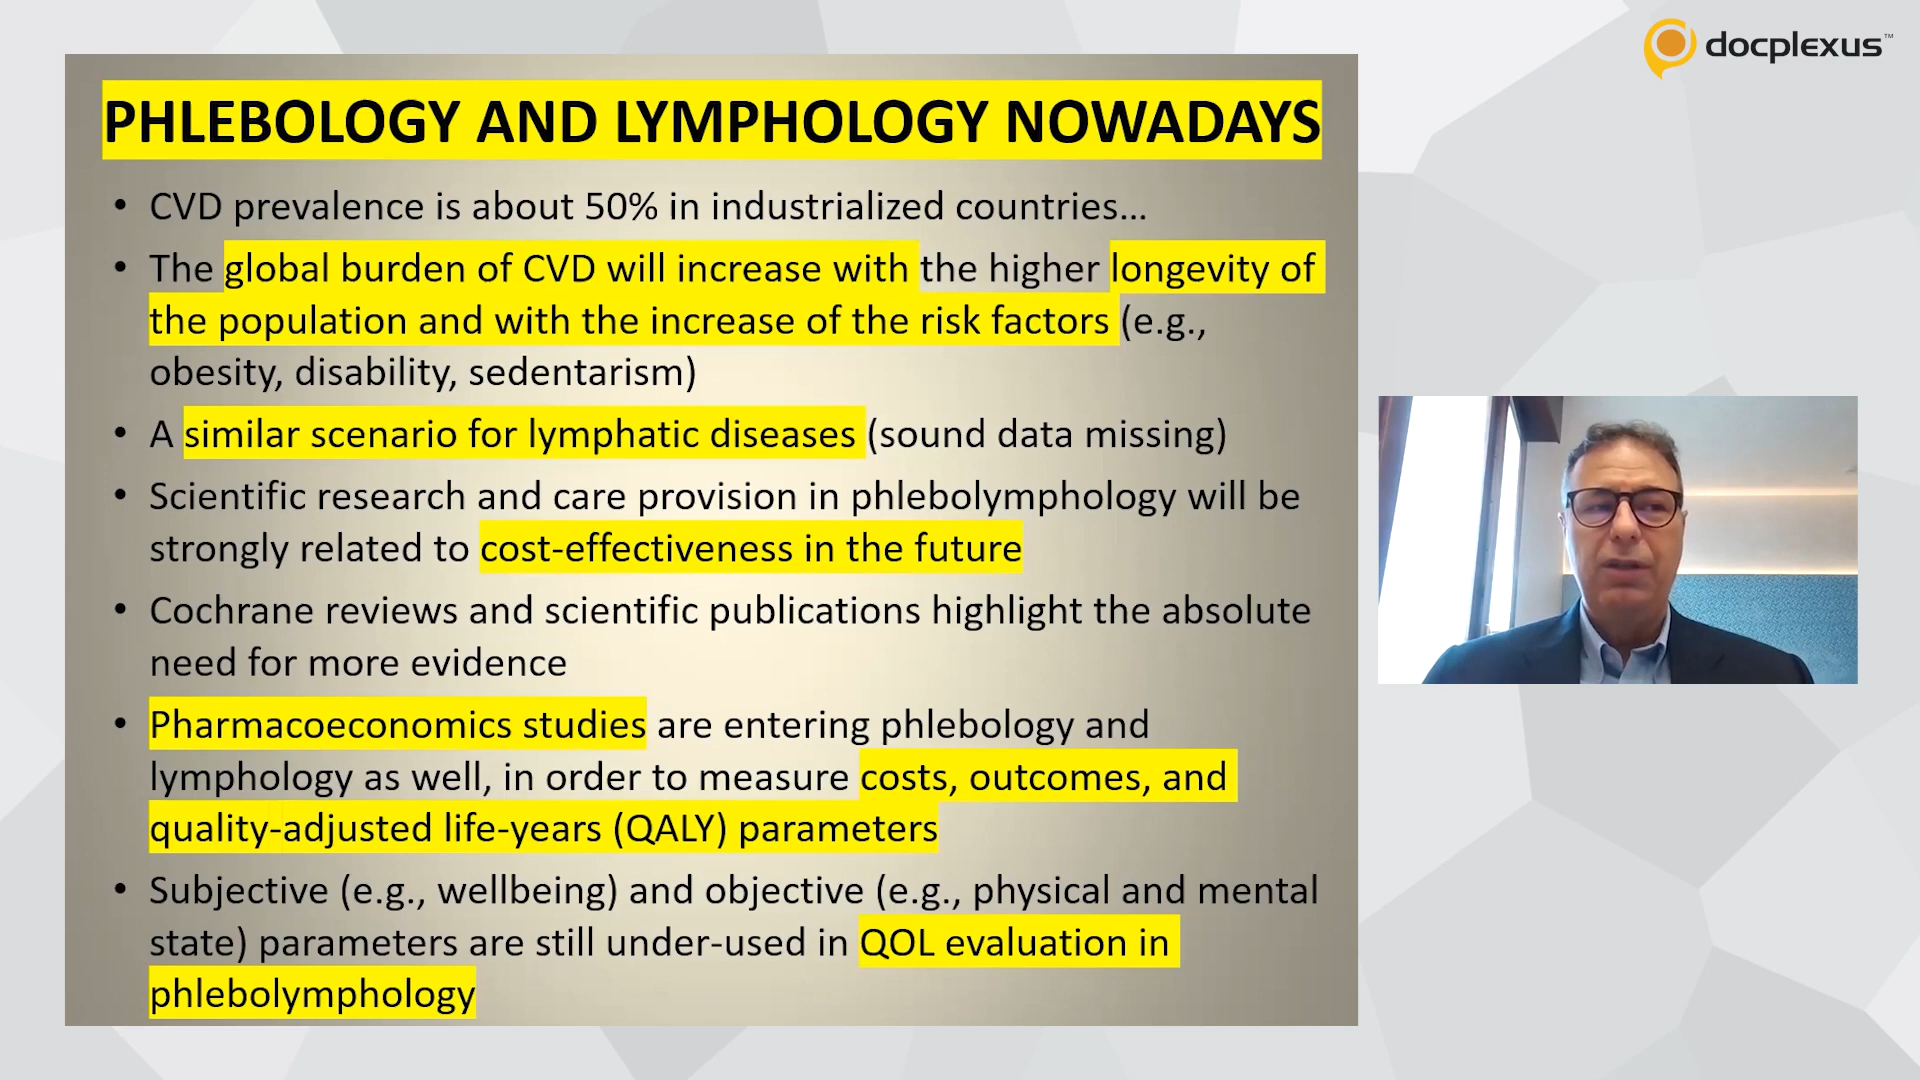 docplexus™
PHLEBOLOGY AND LYMPHOLOGY NOWADAYS
• CVD prevalence is about 50% in industrialized countries…
• The global burden of CVD will increase with the higher longevity of
the population and with the increase of the risk factors (e.g.,
obesity, disability, sedentarism)
• A similar scenario for lymphatic diseases (sound data missing)
• Scientific research and care provision in phlebolymphology will be
strongly related to cost-effectiveness in the future
• Cochrane reviews and scientific publications highlight the absolute
need for more evidence
• Pharmacoeconomics studies are entering phlebology and
lymphology as well, in order to measure costs, outcomes, and
quality-adjusted life-years (QALY) parameters
• Subjective (e.g., wellbeing) and objective (e.g., physical and mental
state) parameters are still under-used in QOL evaluation in
phlebolymphology